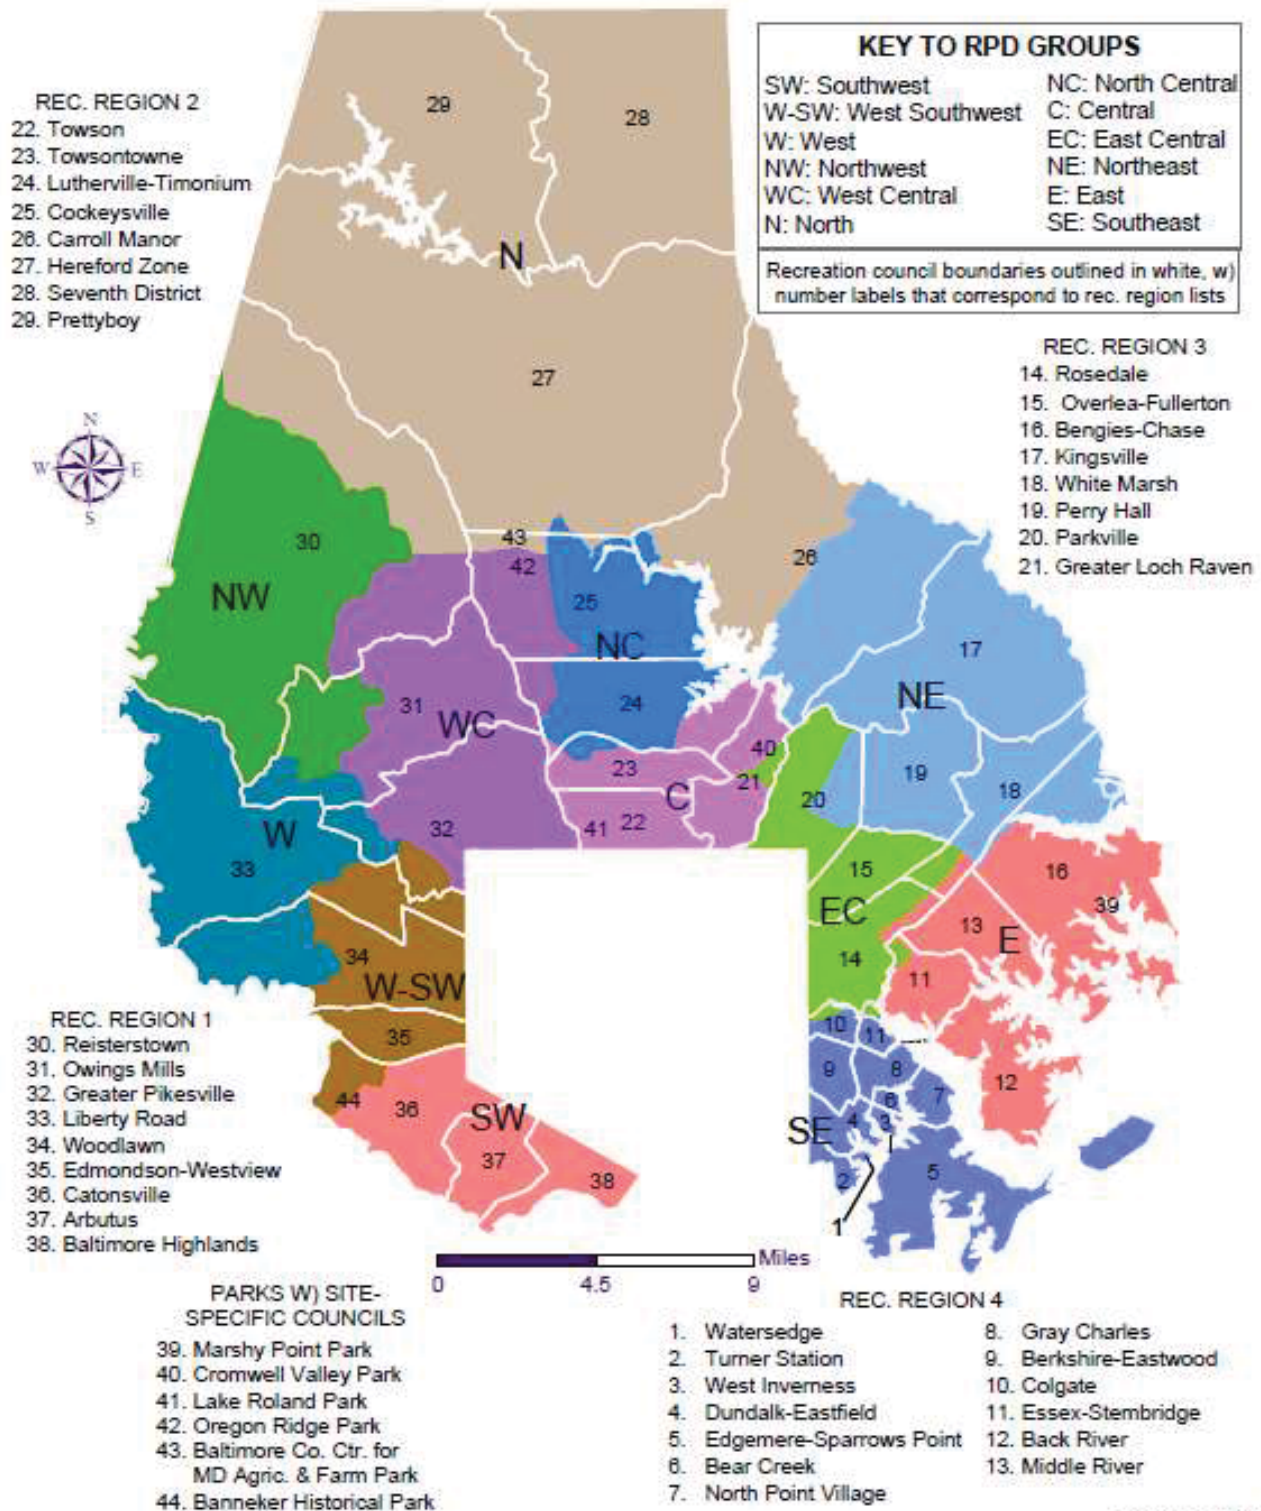 KEY TO RPD GROUPS
SW: Southwest
W-SW: West Southwest
W: West
NW: Northwest
WC: West Central
N: North
NC: North Central
C: Central
EC: East Central
NE: Northeast
E: East
SE: Southeast
Recreation council boundaries outlined in white, w)
number labels that correspond to rec. region lists
REC. REGION 2
22. Towson
23. Towsontowne
24. Lutherville-Timonium
25. Cockeysville
26. Carroll Manor
27. Hereford Zone
28. Seventh District
29. Prettyboy
REC. REGION 3
14. Rosedale
15. Overlea-Fullerton
16. Bengies-Chase
17. Kingsville
18. White Marsh
19. Perry Hall
20. Parkville
21. Greater Loch Raven
N
W E
S
29
28
N
27
30
43
42
26
NW
25
NC
17
31
WC
24
NE
40
23
21
19
18
20
C
W
32
41 22
33
15
16
EC
39
13
E
34
14
11
W-SW
35
10
11
9
8
12
44
36
6
7
SW
SE
4
3
37
38
2
5
1
REC. REGION 1
30. Reisterstown
31. Owings Mills
32. Greater Pikesville
33. Liberty Road
34. Woodlawn
35. Edmondson-Westview
36. Catonsville
37. Arbutus
38. Baltimore Highlands
Miles
0 4.5 9
PARKS W) SITE-
SPECIFIC COUNCILS
39. Marshy Point Park
40. Cromwell Valley Park
41. Lake Roland Park
42. Oregon Ridge Park
43. Baltimore Co. Ctr. for
MD Agric. & Farm Park
44. Banneker Historical Park
REC. REGION 4
1. Watersedge
2. Turner Station
3. West Inverness
4. Dundalk-Eastfield
5. Edgemere-Sparrows Point
6. Bear Creek
7. North Point Village
8. Gray Charles
9. Berkshire-Eastwood
10. Colgate
11. Essex-Stembridge
12. Back River
13. Middle River